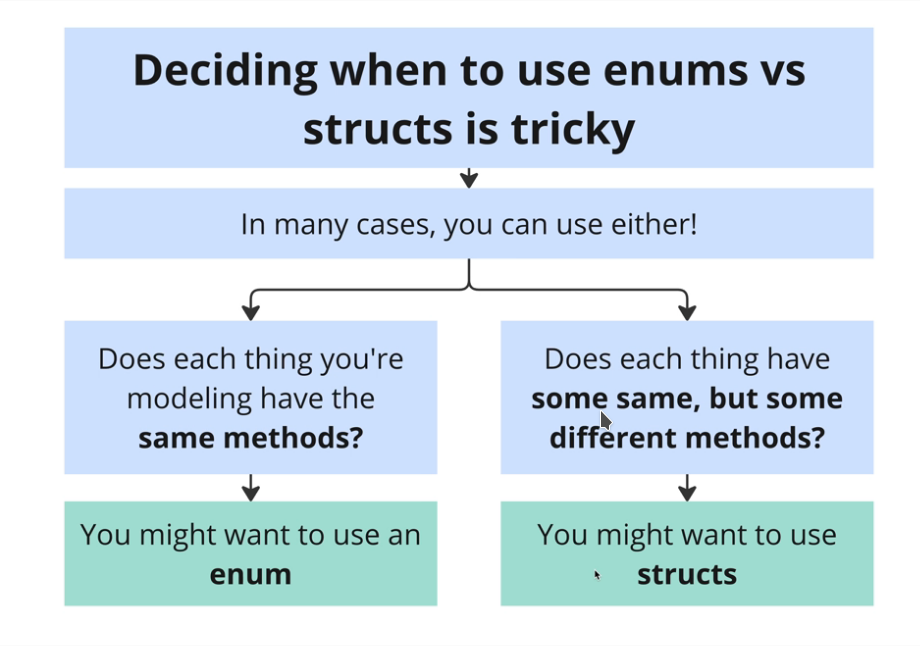 Deciding when to use enums vs
structs is tricky
In many cases, you can use either!
Does each thing you're
modeling have the
same methods?
Does each thing have
some same, but some
different methods?
You might want to use an
enum
You might want to use
structs